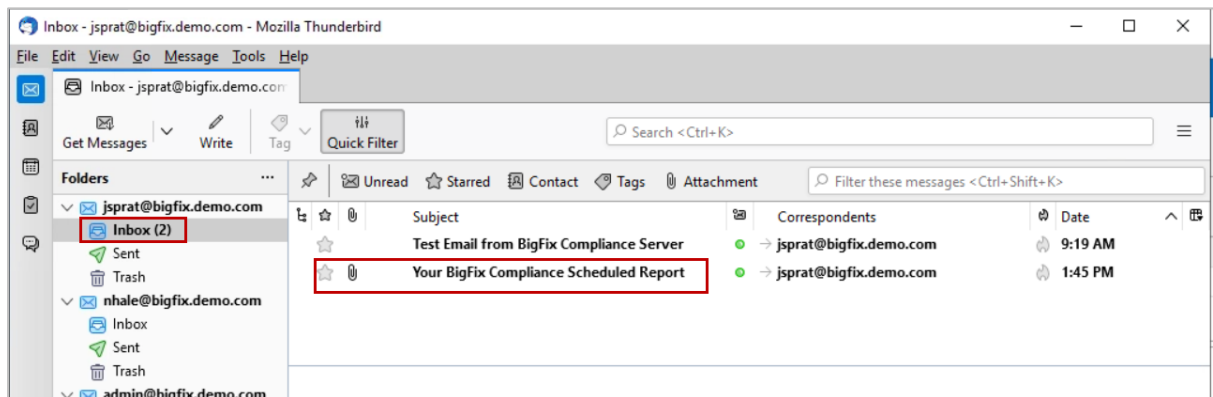 Inbox - jsprat@bigfix.demo.com - Mozilla Thunderbird
File Edit View Go Message Tools Help
Inbox - jsprat@bigfix.demo.com
Get Messages Write Tag Quick Filter Search <Ctrl+K>
Folders ... Unread Starred Contact Tags Attachment Filter these messages <Ctrl+Shift+K>
jsprat@bigfix.demo.com
Subject Correspondents Date
Inbox (2)
Test Email from BigFix Compliance Server jsprat@bigfix.demo.com 9:19 AM
Sent
Your BigFix Compliance Scheduled Report jsprat@bigfix.demo.com 1:45 PM
Trash
nhale@bigfix.demo.com
Inbox
Sent
Trash
admin@bigfix.demo.com